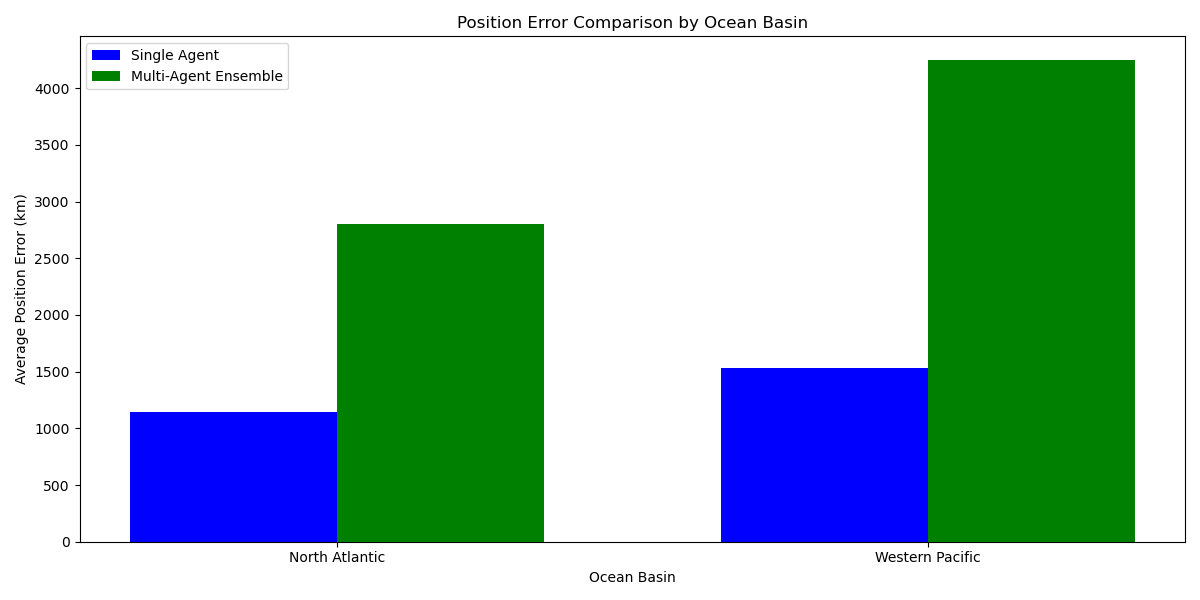 Position Error Comparison by Ocean Basin
Single Agent
Multi-Agent Ensemble
Average Position Error (km)
4000
3500
3000
2500
2000
1500
1000
500
0
North Atlantic
Western Pacific
Ocean Basin